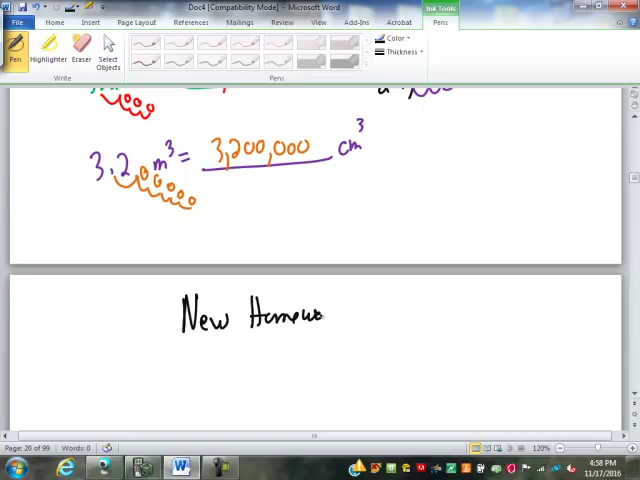 Doc4 [Compatibility Mode] - Microsoft Word
Ink Tools
File Home Insert Page Layout References Mailings Review View Add-Ins Acrobat Pens
Pen Highlighter Eraser Select Objects
Color
Thickness
Write Pens
3.2 m³ = 3,200,000 cm³
New Homewo
Page: 20 of 99 Words: 0 120%
4:58 PM
11/17/2016